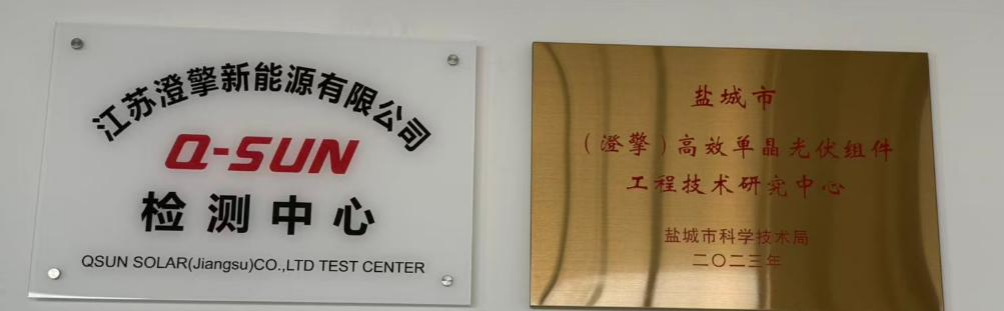 江苏澄擎新能源有限公司
Q-SUN
检测中心
QSUN SOLAR(Jiangsu)CO.,LTD TEST CENTER
盐城市
（澄擎）高效单晶光伏组件
工程技术研究中心
盐城市科学技术局
二〇二三年